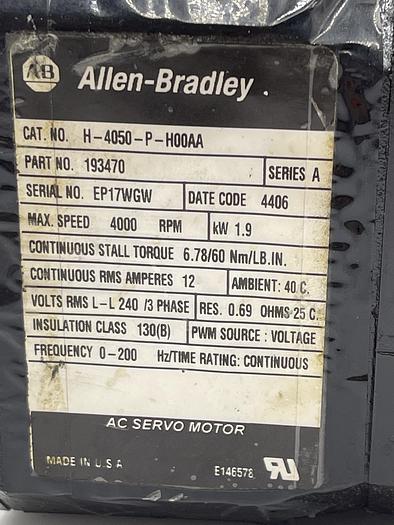 AB Allen-Bradley
CAT. NO. H-4050-P-H00AA
PART NO. 193470 SERIES A
SERIAL NO. EP17WGW DATE CODE 4406
MAX. SPEED 4000 RPM kW 1.9
CONTINUOUS STALL TORQUE 6.78/60 Nm/LB.IN.
CONTINUOUS RMS AMPERES 12 AMBIENT: 40 C.
VOLTS RMS L-L 240 /3 PHASE RES. 0.69 OHMS 25 C.
INSULATION CLASS 130(B) PWM SOURCE : VOLTAGE
FREQUENCY 0-200 Hz/TIME RATING: CONTINUOUS
AC SERVO MOTOR
MADE IN U.S.A E146578 RU